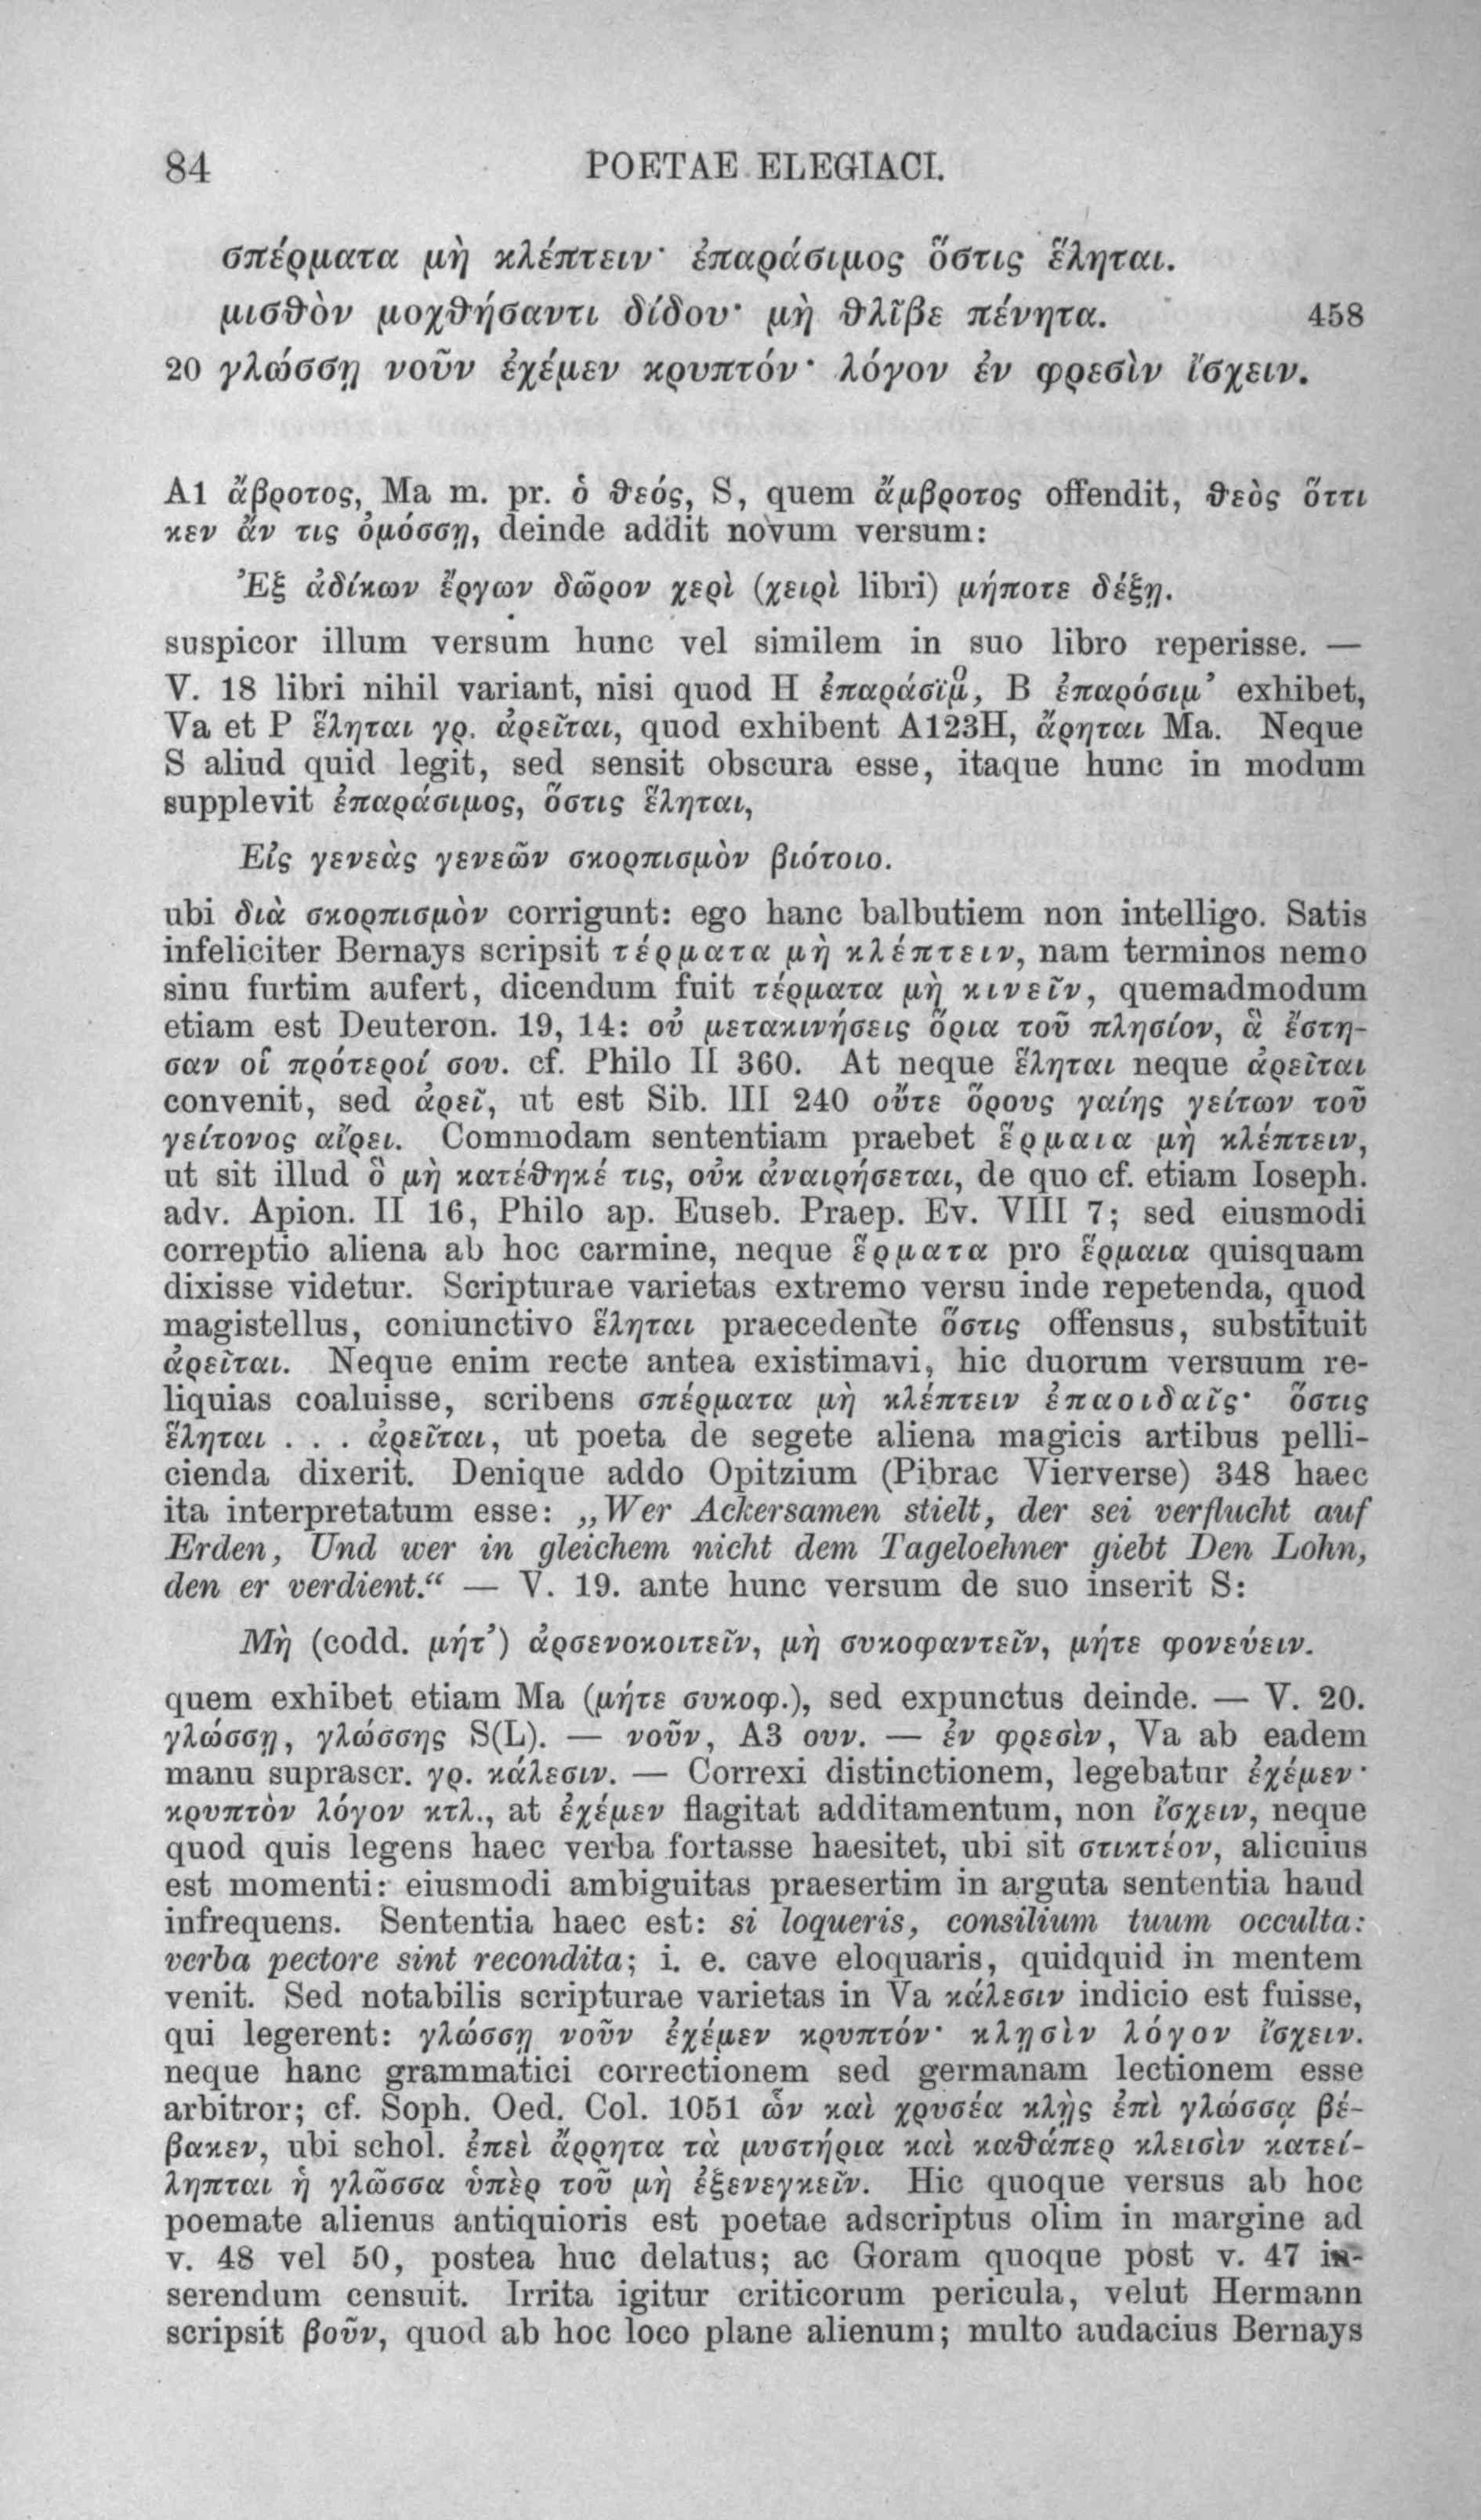 84 POETAE ELEGIACI.
σπέρματα μὴ κλέπτειν· ἐπαράσιμος ὅστις ἕληται.
μισθὸν μοχθήσαντι δίδου· μὴ θλῖβε πένητα. 458
20 γλώσσῃ νοῦν ἐχέμεν κρυπτόν· λόγον ἐν φρεσὶν ἴσχειν.
A1 ἄβροτος, Ma m. pr. ὁ θεός, S, quem ἄμβροτος offendit, θεὸς ὅττι
κεν ἄν τις ὀμόσσῃ, deinde addit novum versum:
Ἐξ ἀδίκων ἔργων δῶρον χερὶ (χειρὶ libri) μήποτε δέξῃ.
suspicor illum versum hunc vel similem in suo libro reperisse. —
V. 18 libri nihil variant, nisi quod H ἐπαράσϊμͦ, B ἐπαρόσιμ’ exhibet,
Va et P ἕληται γρ. ἀρεῖται, quod exhibent A123H, ἄρηται Ma. Neque
S aliud quid legit, sed sensit obscura esse, itaque hunc in modum
supplevit ἐπαράσιμος, ὅστις ἕληται,
Εἰς γενεὰς γενεῶν σκορπισμὸν βιότοιο.
ubi διὰ σκορπισμὸν corrigunt: ego hanc balbutiem non intelligo. Satis
infeliciter Bernays scripsit τέρματα μὴ κλέπτειν, nam terminos nemo
sinu furtim aufert, dicendum fuit τέρματα μὴ κινεῖν, quemadmodum
etiam est Deuteron. 19, 14: οὐ μετακινήσεις ὅρια τοῦ πλησίον, ἃ ἔστη-
σαν οἱ πρότεροί σου. cf. Philo II 360. At neque ἕληται neque ἀρεῖται
convenit, sed ἀρεῖ, ut est Sib. III 240 οὔτε ὅρους γαίης γείτων τοῦ
γείτονος αἴρει. Commodam sententiam praebet ἕρμαια μὴ κλέπτειν,
ut sit illud ὃ μὴ κατέθηκέ τις, οὐκ ἀναιρήσεται, de quo cf. etiam Ioseph.
adv. Apion. II 16, Philo ap. Euseb. Praep. Ev. VIII 7; sed eiusmodi
correptio aliena ab hoc carmine, neque ἕρματα pro ἕρμαια quisquam
dixisse videtur. Scripturae varietas extremo versu inde repetenda, quod
magistellus, coniunctivo ἕληται praecedente ὅστις offensus, substituit
ἀρεῖται. Neque enim recte antea existimavi, hic duorum versuum re-
liquias coaluisse, scribens σπέρματα μὴ κλέπτειν ἐπαοιδαῖς· ὅστις
ἕληται . . . ἀρεῖται, ut poeta de segete aliena magicis artibus pelli-
cienda dixerit. Denique addo Opitzium (Pibrac Vierverse) 348 haec
ita interpretatum esse: „Wer Ackersamen stielt, der sei verflucht auf
Erden, Und wer in gleichem nicht dem Tageloehner giebt Den Lohn,
den er verdient.“ — V. 19. ante hunc versum de suo inserit S:
Μὴ (codd. μήτ’) ἀρσενοκοιτεῖν, μὴ συκοφαντεῖν, μήτε φονεύειν.
quem exhibet etiam Ma (μήτε συκοφ.), sed expunctus deinde. — V. 20.
γλώσσῃ, γλώσσης S(L). — νοῦν, A3 ουν. — ἐν φρεσὶν, Va ab eadem
manu suprascr. γρ. κάλεσιν. — Correxi distinctionem, legebatur ἐχέμεν·
κρυπτὸν λόγον κτλ., at ἐχέμεν flagitat additamentum, non ἴσχειν, neque
quod quis legens haec verba fortasse haesitet, ubi sit στικτέον, alicuius
est momenti: eiusmodi ambiguitas praesertim in arguta sententia haud
infrequens. Sententia haec est: si loqueris, consilium tuum occulta:
verba pectore sint recondita; i. e. cave eloquaris, quidquid in mentem
venit. Sed notabilis scripturae varietas in Va κάλεσιν indicio est fuisse,
qui legerent: γλώσσῃ νοῦν ἐχέμεν κρυπτόν· κλῃσὶν λόγον ἴσχειν.
neque hanc grammatici correctionem sed germanam lectionem esse
arbitror; cf. Soph. Oed. Col. 1051 ὧν καὶ χρυσέα κλῂς ἐπὶ γλώσσᾳ βέ-
βακεν, ubi schol. ἐπεὶ ἄρρητα τὰ μυστήρια καὶ καθάπερ κλεισὶν κατεί-
ληπται ἡ γλῶσσα ὑπὲρ τοῦ μὴ ἐξενεγκεῖν. Hic quoque versus ab hoc
poemate alienus antiquioris est poetae adscriptus olim in margine ad
v. 48 vel 50, postea huc delatus; ac Goram quoque post v. 47 in-
serendum censuit. Irrita igitur criticorum pericula, velut Hermann
scripsit βοῦν, quod ab hoc loco plane alienum; multo audacius Bernays